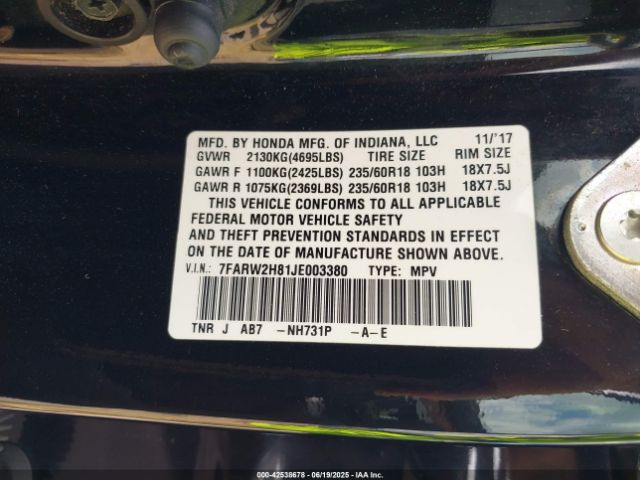 MFD. BY HONDA MFG. OF INDIANA, LLC 11/'17
GVWR 2130KG(4695LBS) TIRE SIZE RIM SIZE
GAWR F 1100KG(2425LBS) 235/60R18 103H 18X7.5J
GAWR R 1075KG(2369LBS) 235/60R18 103H 18X7.5J
THIS VEHICLE CONFORMS TO ALL APPLICABLE
FEDERAL MOTOR VEHICLE SAFETY
AND THEFT PREVENTION STANDARDS IN EFFECT
ON THE DATE OF MANUFACTURE SHOWN ABOVE.
V.I.N.: 7FARW2H81JE003380 TYPE: MPV
TNR J AB7 -NH731P -A-E
000-42538678 - 06/19/2025 - IAA Inc.